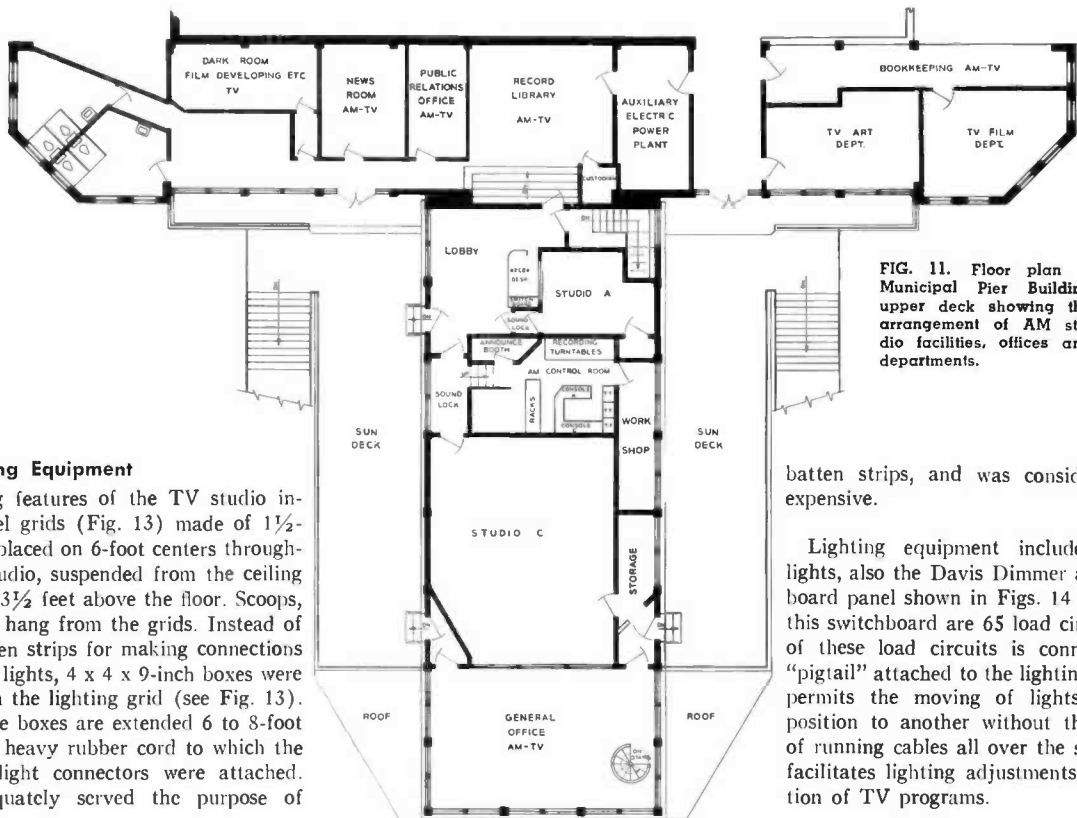 DARK ROOM
FILM DEVELOPING ETC
TV
NEWS
ROOM
AM-TV
PUBLIC
RELATIONS
OFFICE
AM-TV
RECORD
LIBRARY
AM-TV
AUXILIARY
ELECTRIC
POWER
PLANT
CUSTODIAN
BOOKKEEPING AM-TV
TV ART
DEPT.
TV FILM
DEPT.
LOBBY
DN
STUDIO A
SOUND
LOCK
DN
ANNOUNCE
BOOTH
RECORDING
TURNTABLES
AM CONTROL ROOM
SOUND
LOCK
RACKS
CONSOLE
CONSOLE
WORK
SHOP
SUN
DECK
SUN
DECK
STUDIO C
STORAGE
ROOF
GENERAL
OFFICE
AM-TV
ROOF
FIG. 11. Floor plan
Municipal Pier Buildin
upper deck showing th
arrangement of AM st
dio facilities, offices an
departments.
ng Equipment
g features of the TV studio in-
el grids (Fig. 13) made of 1½-
placed on 6-foot centers through-
udio, suspended from the ceiling
3½ feet above the floor. Scoops,
hang from the grids. Instead of
en strips for making connections
lights, 4 x 4 x 9-inch boxes were
n the lighting grid (see Fig. 13).
e boxes are extended 6 to 8-foot
heavy rubber cord to which the
light connectors were attached.
quately served the purpose of
batten strips, and was consid
expensive.
Lighting equipment include
lights, also the Davis Dimmer a
board panel shown in Figs. 14
this switchboard are 65 load cir
of these load circuits is conn
"pigtail" attached to the lighting
permits the moving of lights
position to another without th
of running cables all over the s
facilitates lighting adjustments
tion of TV programs.